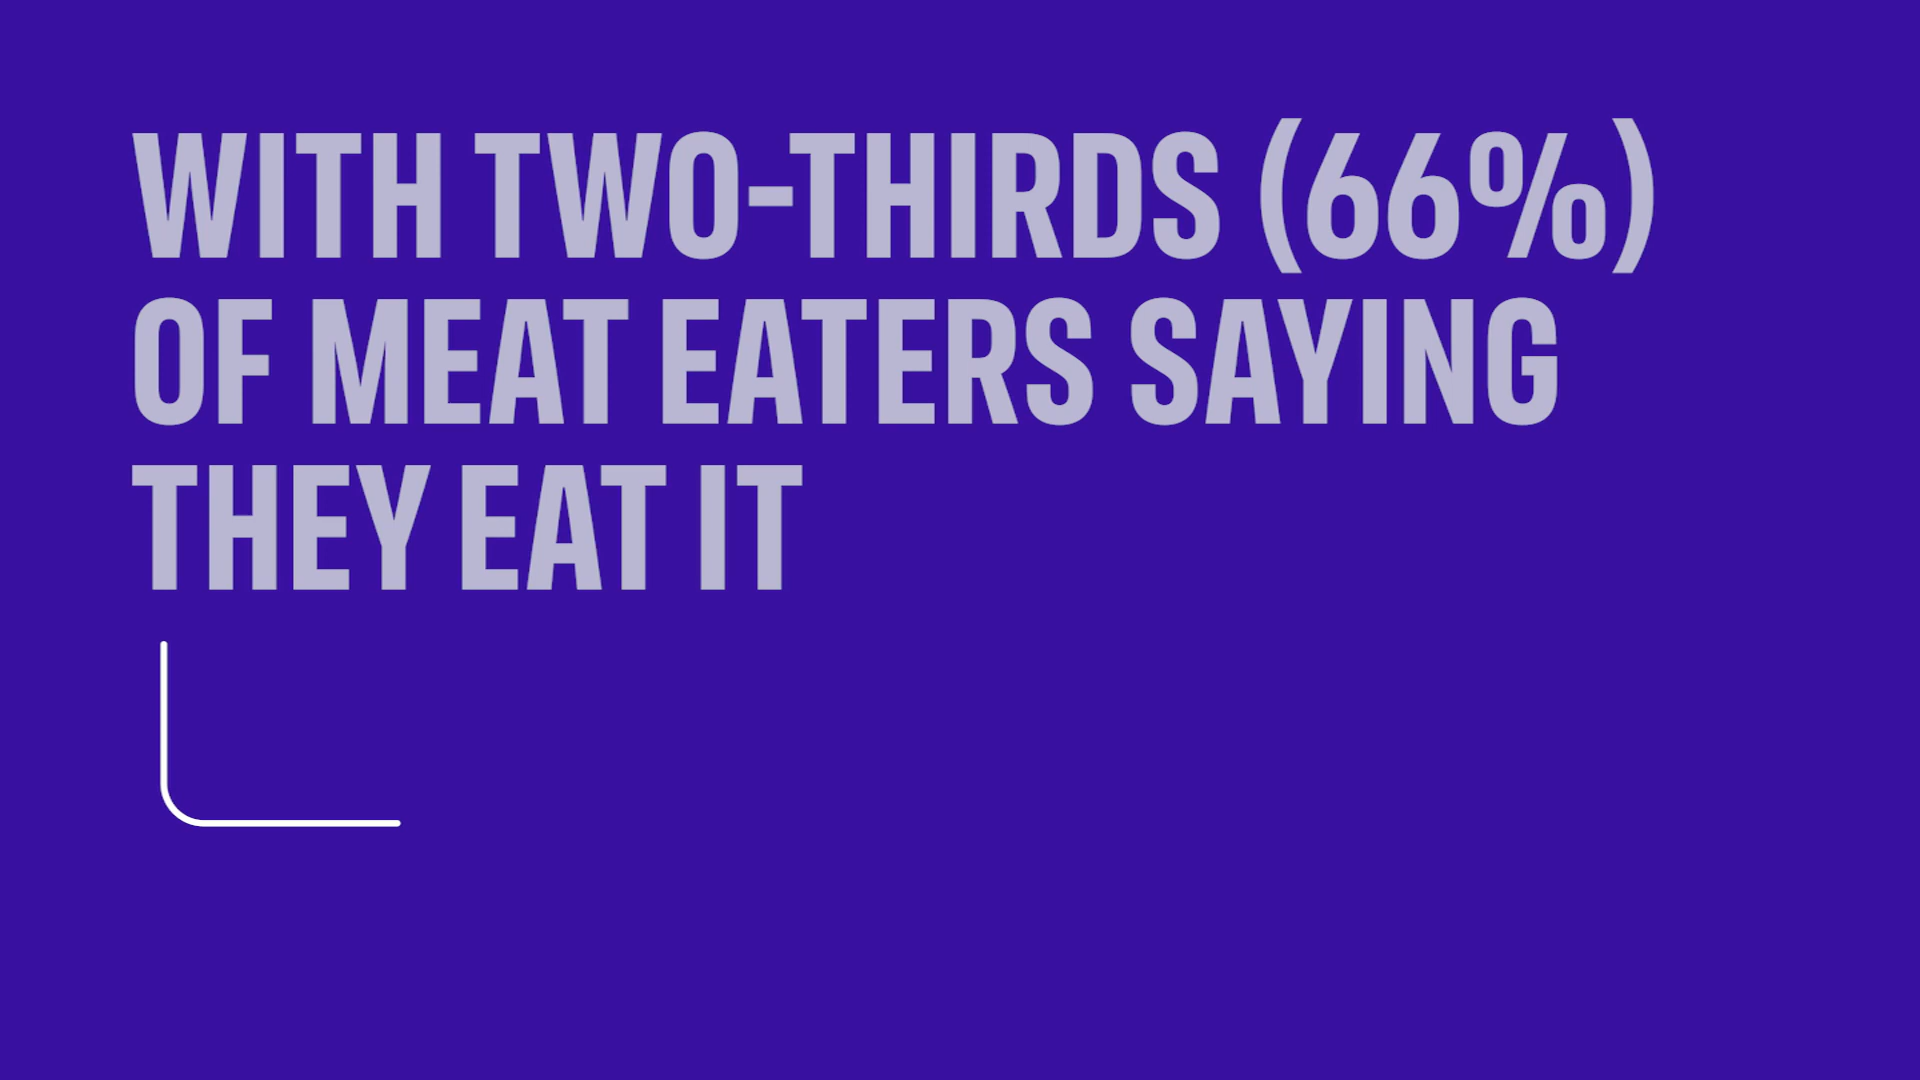 WITH TWO-THIRDS (66%)
OF MEAT EATERS SAYING
THEY EAT IT